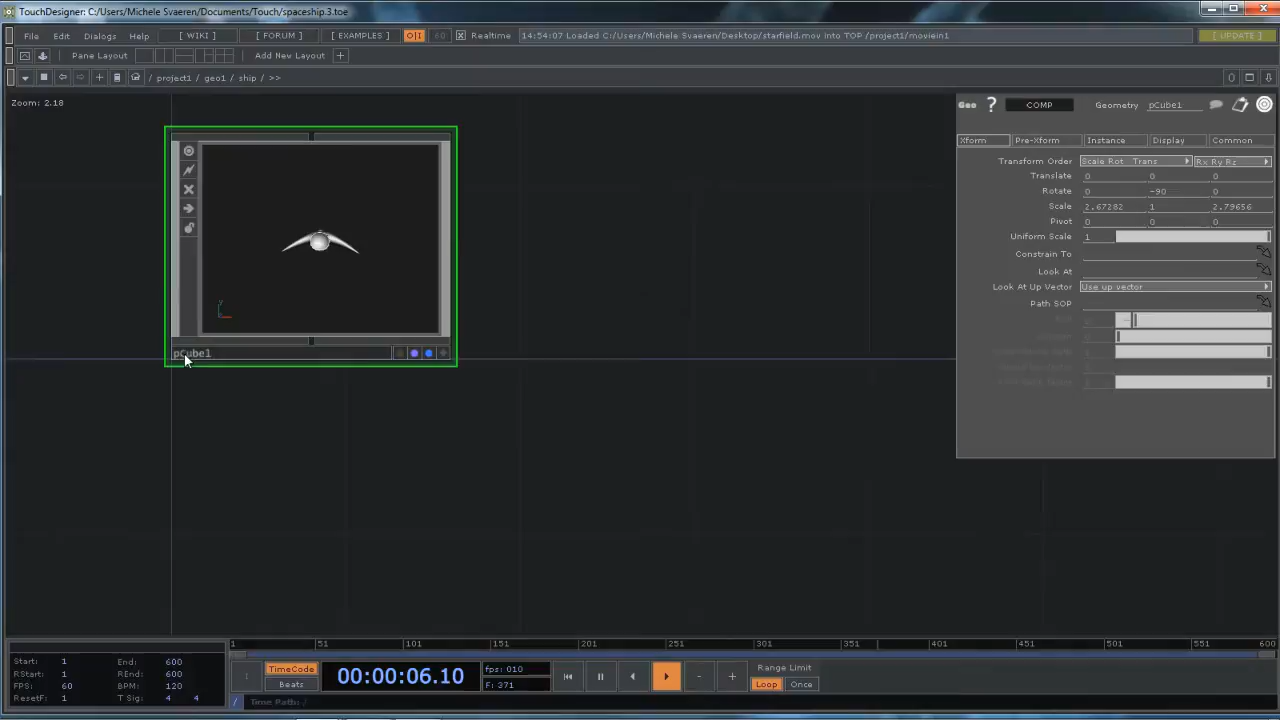 TouchDesigner: C:/Users/Michele Svaeren/Documents/Touch/spaceship.3.toe
File Edit Dialogs Help [ WIKI ] [ FORUM ] [ EXAMPLES ] O|I 60 Realtime 14:54:07 Loaded C:/Users/Michele Svaeren/Desktop/starfield.mov into TOP /project1/moviein1 [ UPDATE ]
Pane Layout Add New Layout +
/ project1 / geo1 / ship / >>
Zoom: 2.18
Geo ? COMP Geometry pCube1
Xform Pre-Xform Instance Display Common
Transform Order Scale Rot Trans Rx Ry Rz
Translate 0 0 0
Rotate 0 -90 0
Scale 2.67282 1 2.79656
Pivot 0 0 0
Uniform Scale 1
Constrain To
Look At
Look At Up Vector Use up vector
Path SOP
y
pCube1
1 51 101 151 201 251 301 351 401 451 501 551 600
Start: 1 End: 600
RStart: 1 REnd: 600
FPS: 60 BPM: 120
ResetF: 1 T Sig: 4 4
TimeCode
Beats
00:00:06.10
fps: 010
F: 371
- +
Range Limit
Loop Once
/ Time Path: /